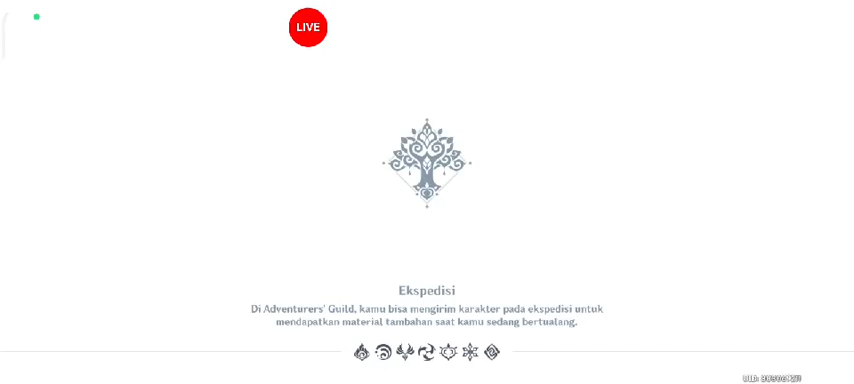 LIVE
Ekspedisi
Di Adventurers' Guild, kamu bisa mengirim karakter pada ekspedisi untuk
mendapatkan material tambahan saat kamu sedang bertualang.